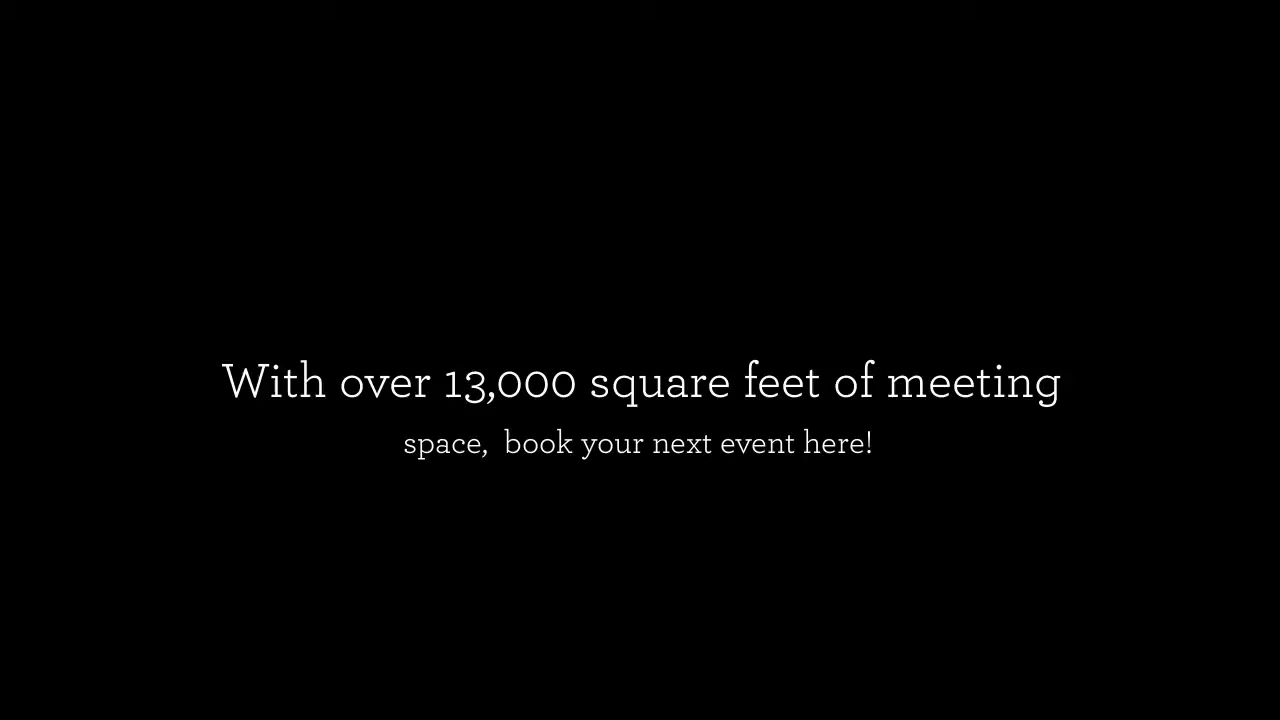 With over 13,000 square feet of meeting
space,  book your next event here!